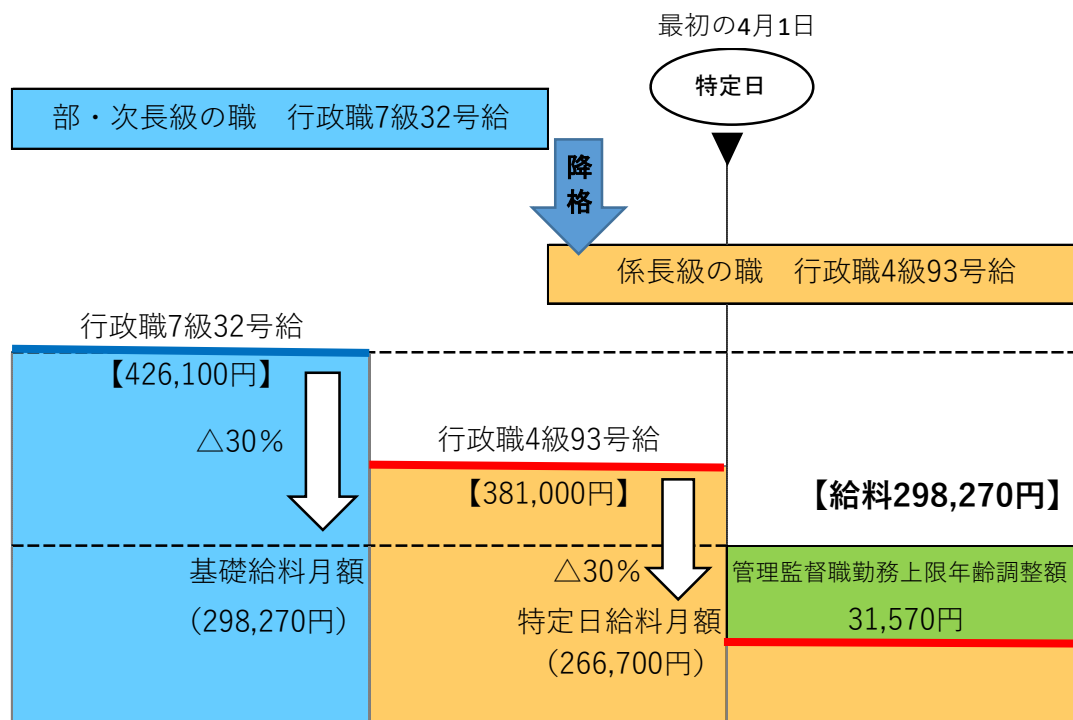 最初の4月1日
特定日
部・次長級の職　行政職7級32号給
降
格
係長級の職　行政職4級93号給
行政職7級32号給
【426,100円】
△30%
行政職4級93号給
【381,000円】
【給料298,270円】
基礎給料月額
(298,270円)
△30%
特定日給料月額
(266,700円)
管理監督職勤務上限年齢調整額
31,570円